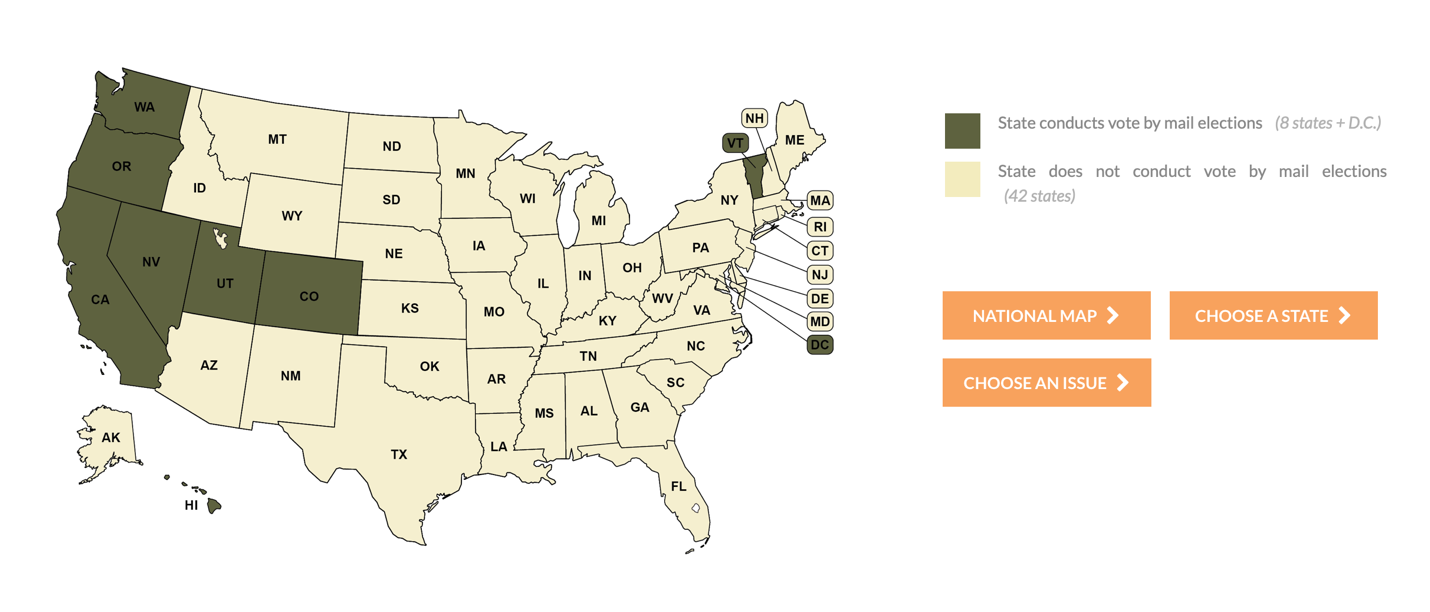 WA
MT
ND
MN
OR
ID
WY
SD
WI
MI
NH
VT
ME
NY
MA
RI
CT
NJ
DE
MD
DC
NV
UT
CO
CA
NE
IA
KS
MO
IL
IN
OH
PA
WV
VA
KY
NC
TN
SC
AZ
NM
OK
AR
MS
AL
GA
LA
TX
FL
AK
HI
State conducts vote by mail elections (8 states + D.C.)
State does not conduct vote by mail elections
(42 states)
NATIONAL MAP
CHOOSE A STATE
CHOOSE AN ISSUE